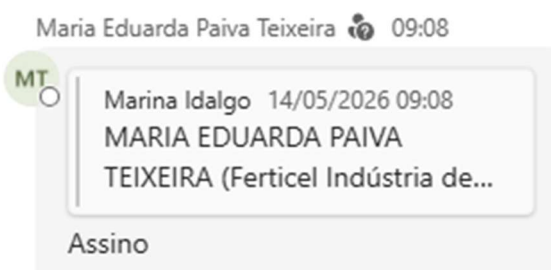 Maria Eduarda Paiva Teixeira 09:08
MT
Marina Idalgo 14/05/2026 09:08
MARIA EDUARDA PAIVA
TEIXEIRA (Ferticel Indústria de...
Assino